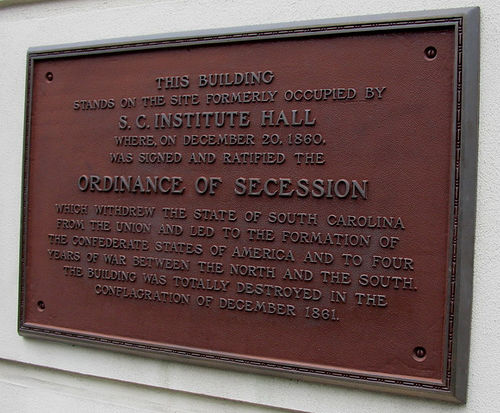 THIS BUILDING
STANDS ON THE SITE FORMERLY OCCUPIED BY
S. C. INSTITUTE HALL
WHERE, ON DECEMBER 20, 1860,
WAS SIGNED AND RATIFIED THE
ORDINANCE OF SECESSION
WHICH WITHDREW THE STATE OF SOUTH CAROLINA
FROM THE UNION AND LED TO THE FORMATION OF
THE CONFEDERATE STATES OF AMERICA AND TO FOUR
YEARS OF WAR BETWEEN THE NORTH AND THE SOUTH.
THE BUILDING WAS TOTALLY DESTROYED IN THE
CONFLAGRATION OF DECEMBER 1861.